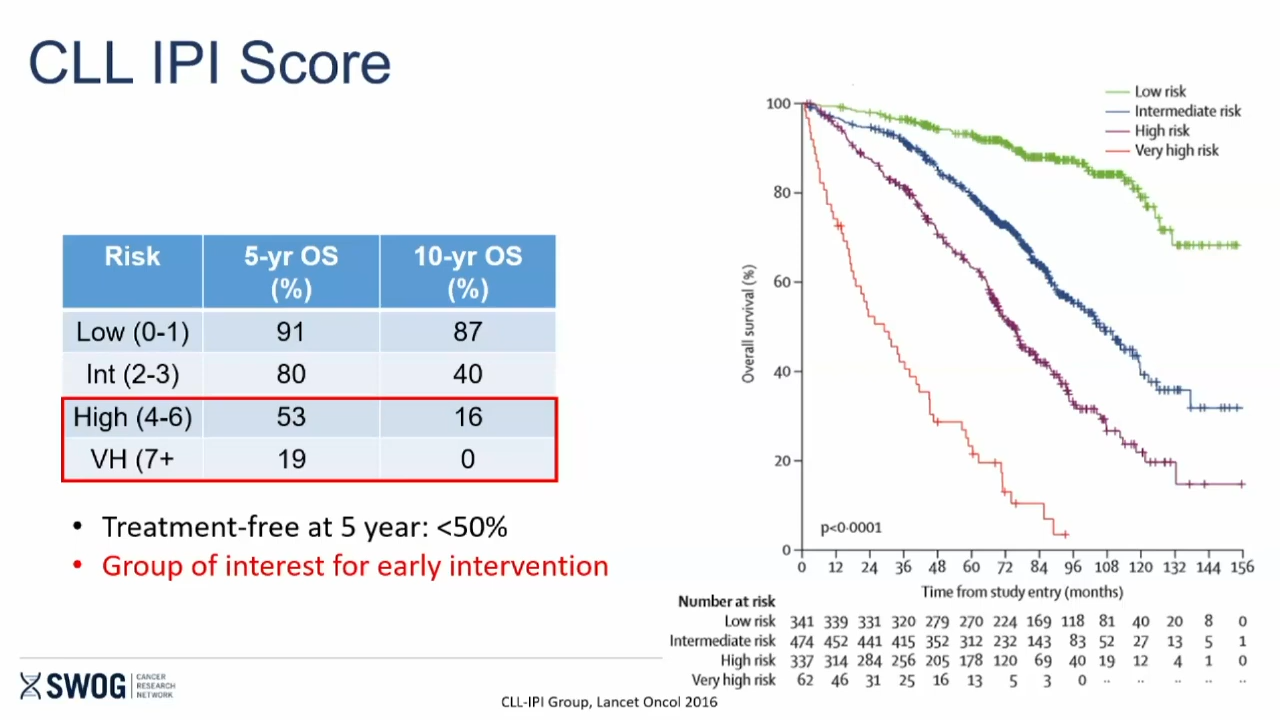 CLL IPI Score
Risk 5-yr OS (%) 10-yr OS (%)
Low (0-1) 91 87
Int (2-3) 80 40
High (4-6) 53 16
VH (7+ 19 0
• Treatment-free at 5 year: <50%
• Group of interest for early intervention
Low risk
Intermediate risk
High risk
Very high risk
Overall survival (%)
100
80
60
40
20
0
p<0·0001
0 12 24 36 48 60 72 84 96 108 120 132 144 156
Time from study entry (months)
Number at risk
Low risk 341 339 331 320 279 270 224 169 118 81 40 20 8 0
Intermediate risk 474 452 441 415 352 312 232 143 83 52 27 13 5 1
High risk 337 314 284 256 205 178 120 69 40 19 12 4 1 0
Very high risk 62 46 31 25 16 13 5 3 0 ·· ·· ·· ·· ··
SWOG
CANCER
RESEARCH
NETWORK
CLL-IPI Group, Lancet Oncol 2016